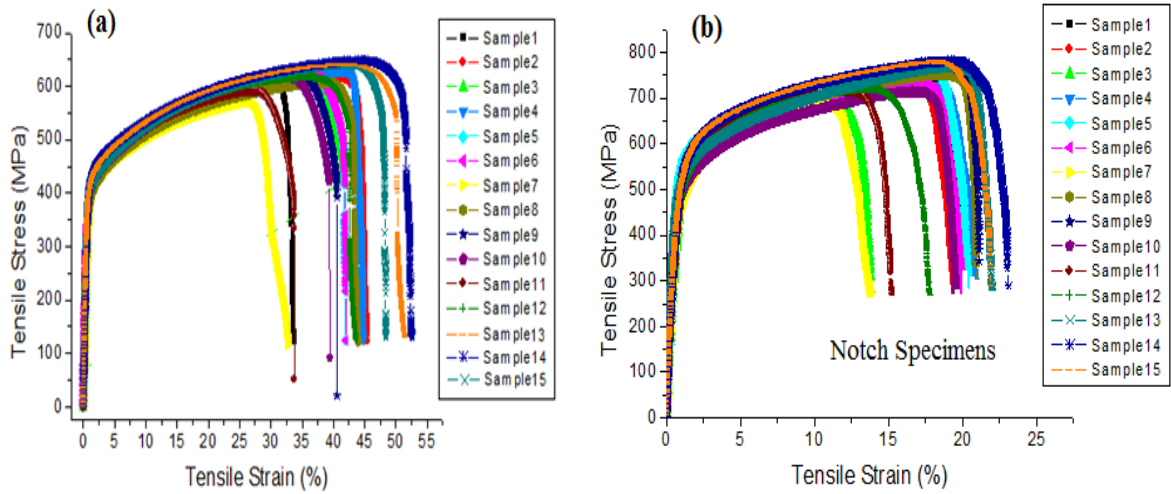 (a)
700
600
500
400
300
200
100
0
0 5 10 15 20 25 30 35 40 45 50 55
Tensile Stress (MPa)
Tensile Strain (%)
Sample1
Sample2
Sample3
Sample4
Sample5
Sample6
Sample7
Sample8
Sample9
Sample10
Sample11
Sample12
Sample13
Sample14
Sample15
(b)
800
700
600
500
400
300
200
100
0
0 5 10 15 20 25
Tensile Stress (MPa)
Tensile Strain (%)
Notch Specimens
Sample1
Sample2
Sample3
Sample4
Sample5
Sample6
Sample7
Sample8
Sample9
Sample10
Sample11
Sample12
Sample13
Sample14
Sample15